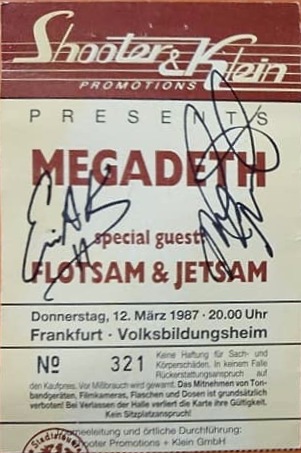 Shooter & Klein
PROMOTIONS
PRESENTS
MEGADETH
special guest:
FLOTSAM & JETSAM
Donnerstag, 12. März 1987 · 20.00 Uhr
Frankfurt · Volksbildungsheim
Nº 321
Keine Haftung für Sach- und
Körperschäden. In keinem Falle
Rückerstattungsanspruch auf
den Kaufpreis. Vor Mißbrauch wird gewarnt. Das Mitnehmen von Ton-
bandgeräten, Filmkameras, Flaschen und Dosen ist grundsätzlich
verboten! Bei Verlassen der Halle verliert die Karte ihre Gültigkeit.
Kein Sitzplatzanspruch!
und örtliche Durchführung:
Shooter Promotions + Klein GmbH